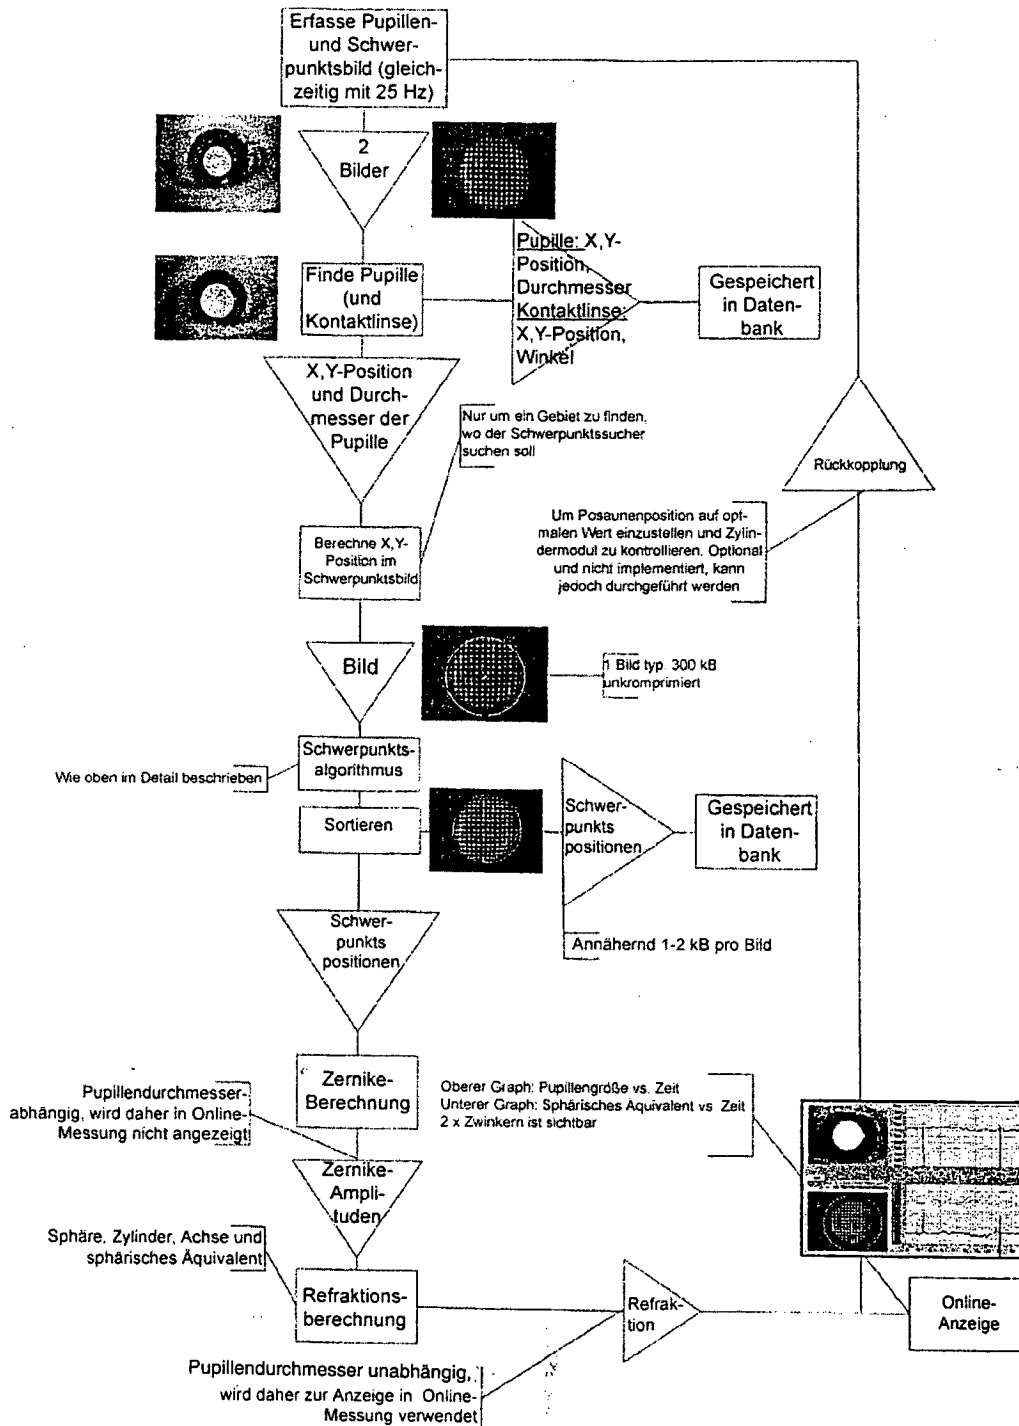 Erfasse Pupillen-
und Schwer-
punktsbild (gleich-
zeitig mit 25 Hz)
2
Bilder
Finde Pupille
(und
Kontaktlinse)
Pupille: X,Y-
Position,
Durchmesser
Kontaktlinse:
X,Y-Position,
Winkel
Gespeichert
in Daten-
bank
X,Y-Position
und Durch-
messer der
Pupille
Nur um ein Gebiet zu finden,
wo der Schwerpunktssucher
suchen soll
Rückkopplung
Um Posaunenposition auf opt-
malen Wert einzustellen und Zylin-
dermodul zu kontrollieren. Optional
und nicht implementiert, kann
jedoch durchgeführt werden
Berechne X,Y-
Position im
Schwerpunktsbild
Bild
1 Bild typ. 300 kB
unkromprimiert
Schwerpunkts-
algorithmus
Wie oben im Detail beschrieben
Sortieren
Schwer-
punkts
positionen
Gespeichert
in Daten-
bank
Annähernd 1-2 kB pro Bild
Schwer-
punkts
positionen
Zernike-
Berechnung
Pupillendurchmesser-
abhängig, wird daher in Online-
Messung nicht angezeigt
Oberer Graph: Pupillengröße vs. Zeit
Unterer Graph: Sphärisches Äquivalent vs Zeit
2 x Zwinkern ist sichtbar
Zernike-
Ampli-
tuden
Sphäre, Zylinder, Achse und
sphärisches Äquivalent
Refraktions-
berechnung
Refrak-
tion
Online-
Anzeige
Pupillendurchmesser unabhängig,
wird daher zur Anzeige in Online-
Messung verwendet